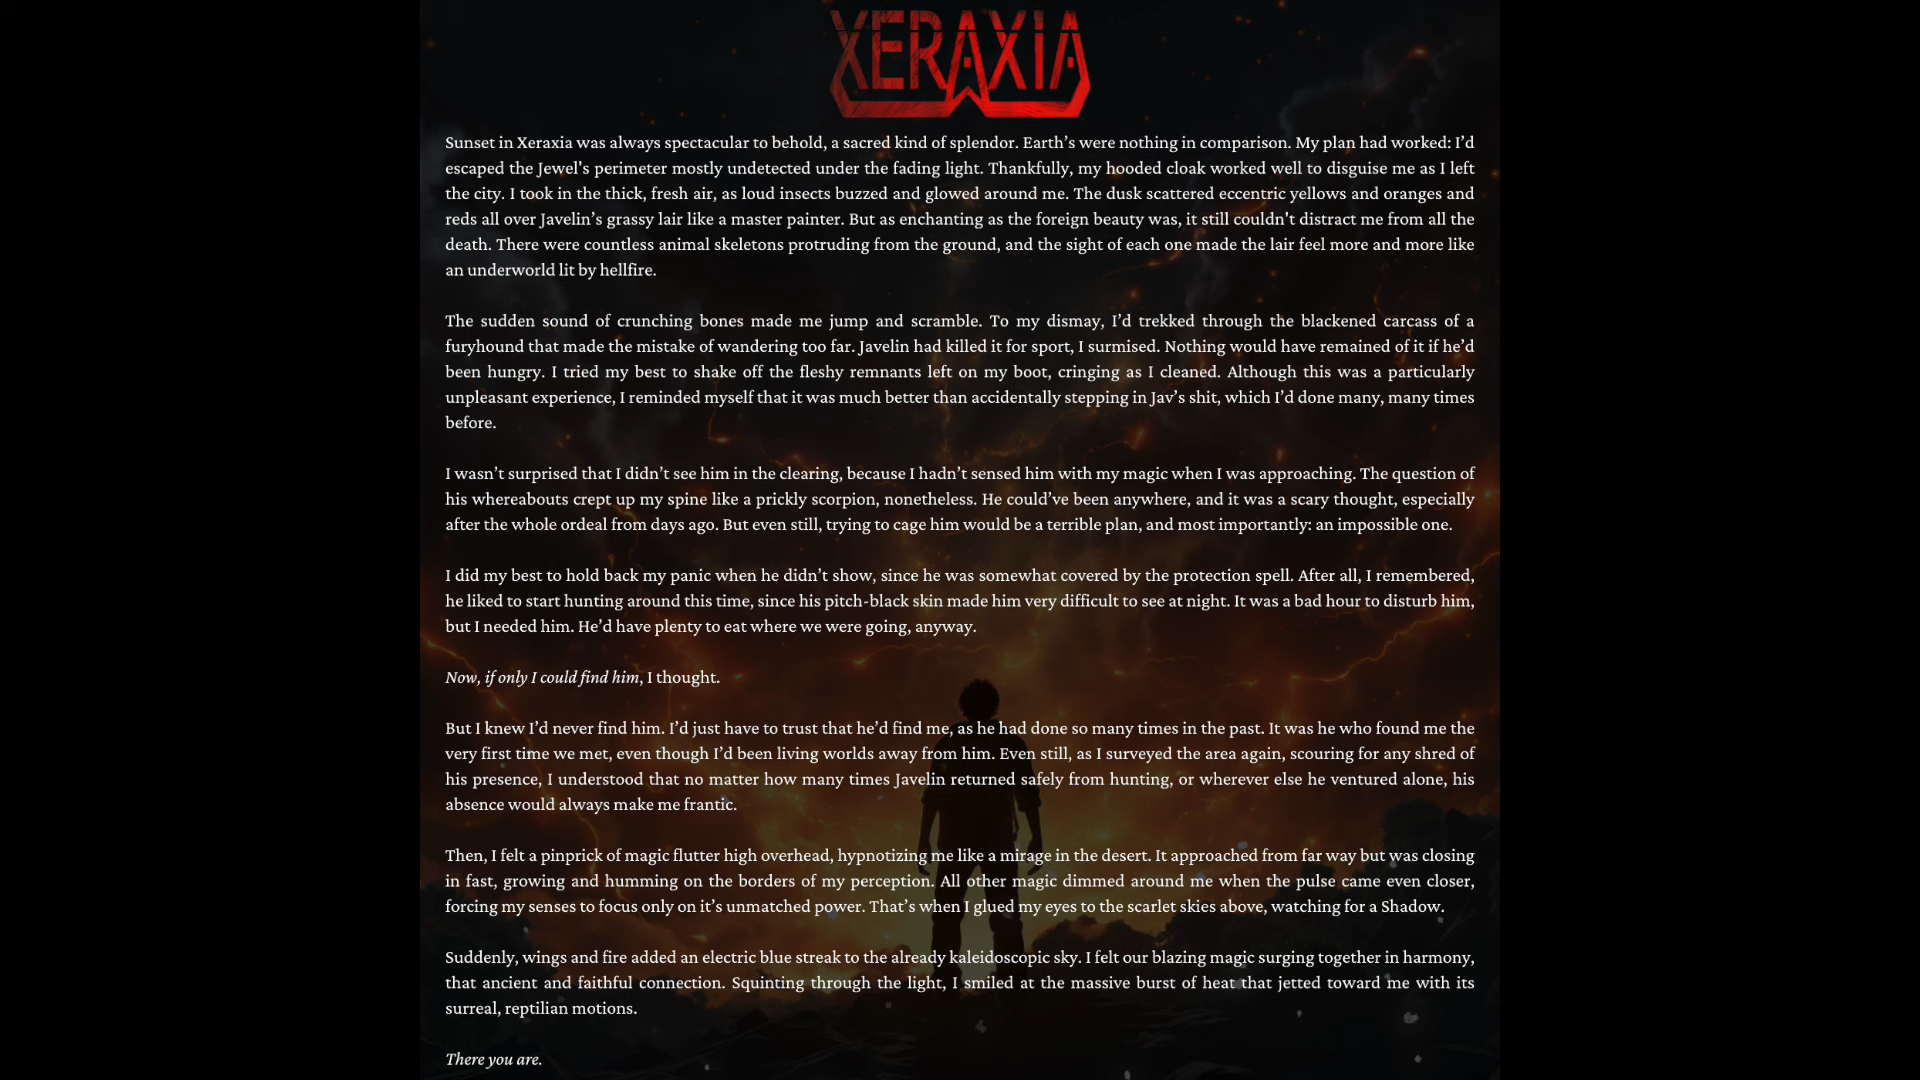 XERAXIA
Sunset in Xeraxia was always spectacular to behold, a sacred kind of splendor. Earth’s were nothing in comparison. My plan had worked: I’d
escaped the Jewel's perimeter mostly undetected under the fading light. Thankfully, my hooded cloak worked well to disguise me as I left
the city. I took in the thick, fresh air, as loud insects buzzed and glowed around me. The dusk scattered eccentric yellows and oranges and
reds all over Javelin’s grassy lair like a master painter. But as enchanting as the foreign beauty was, it still couldn't distract me from all the
death. There were countless animal skeletons protruding from the ground, and the sight of each one made the lair feel more and more like
an underworld lit by hellfire.
The sudden sound of crunching bones made me jump and scramble. To my dismay, I’d trekked through the blackened carcass of a
furyhound that made the mistake of wandering too far. Javelin had killed it for sport, I surmised. Nothing would have remained of it if he’d
been hungry. I tried my best to shake off the fleshy remnants left on my boot, cringing as I cleaned. Although this was a particularly
unpleasant experience, I reminded myself that it was much better than accidentally stepping in Jav’s shit, which I’d done many, many times
before.
I wasn’t surprised that I didn’t see him in the clearing, because I hadn’t sensed him with my magic when I was approaching. The question of
his whereabouts crept up my spine like a prickly scorpion, nonetheless. He could’ve been anywhere, and it was a scary thought, especially
after the whole ordeal from days ago. But even still, trying to cage him would be a terrible plan, and most importantly: an impossible one.
I did my best to hold back my panic when he didn’t show, since he was somewhat covered by the protection spell. After all, I remembered,
he liked to start hunting around this time, since his pitch-black skin made him very difficult to see at night. It was a bad hour to disturb him,
but I needed him. He’d have plenty to eat where we were going, anyway.
Now, if only I could find him, I thought.
But I knew I’d never find him. I’d just have to trust that he’d find me, as he had done so many times in the past. It was he who found me the
very first time we met, even though I’d been living worlds away from him. Even still, as I surveyed the area again, scouring for any shred of
his presence, I understood that no matter how many times Javelin returned safely from hunting, or wherever else he ventured alone, his
absence would always make me frantic.
Then, I felt a pinprick of magic flutter high overhead, hypnotizing me like a mirage in the desert. It approached from far way but was closing
in fast, growing and humming on the borders of my perception. All other magic dimmed around me when the pulse came even closer,
forcing my senses to focus only on it’s unmatched power. That’s when I glued my eyes to the scarlet skies above, watching for a Shadow.
Suddenly, wings and fire added an electric blue streak to the already kaleidoscopic sky. I felt our blazing magic surging together in harmony,
that ancient and faithful connection. Squinting through the light, I smiled at the massive burst of heat that jetted toward me with its
surreal, reptilian motions.
There you are.